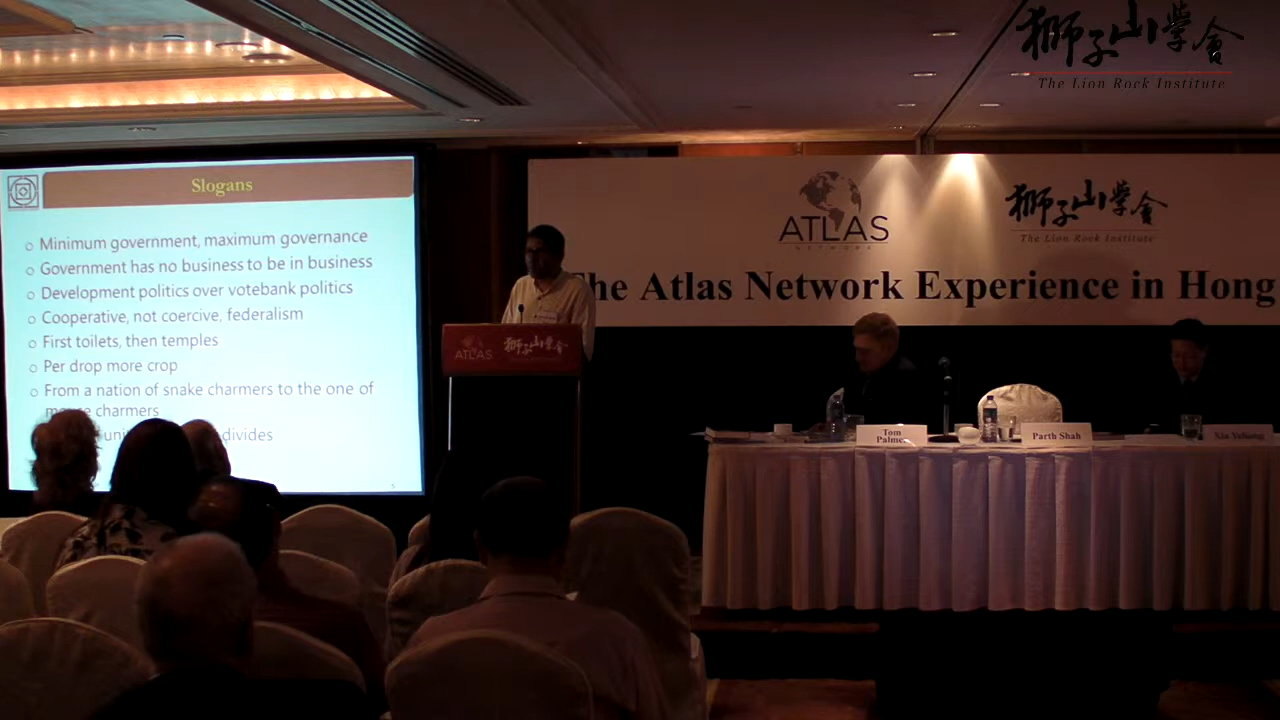 獅子山學會
The Lion Rock Institute
Slogans
Minimum government, maximum governance
Government has no business to be in business
Development politics over votebank politics
Cooperative, not coercive, federalism
First toilets, then temples
Per drop more crop
From a nation of snake charmers to the one of
charmers
divides
ATLAS
NETWORK
獅子山學會
The Lion Rock Institute
The Atlas Network Experience in Hong
ATLAS
獅子山學會
Tom
Palmer
Parth Shah